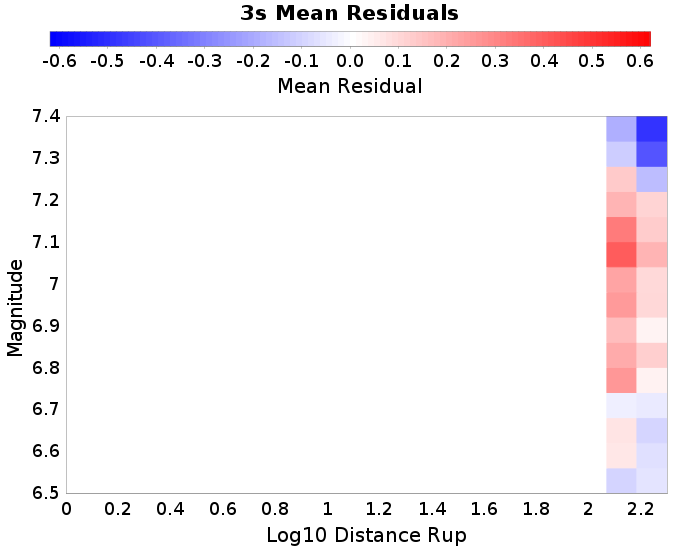 3s Mean Residuals
-0.6 -0.5 -0.4 -0.3 -0.2 -0.1 0.0 0.1 0.2 0.3 0.4 0.5 0.6
Mean Residual
7.4
7.3
7.2
7.1
7
6.9
6.8
6.7
6.6
6.5
Magnitude
0 0.2 0.4 0.6 0.8 1 1.2 1.4 1.6 1.8 2 2.2
Log10 Distance Rup